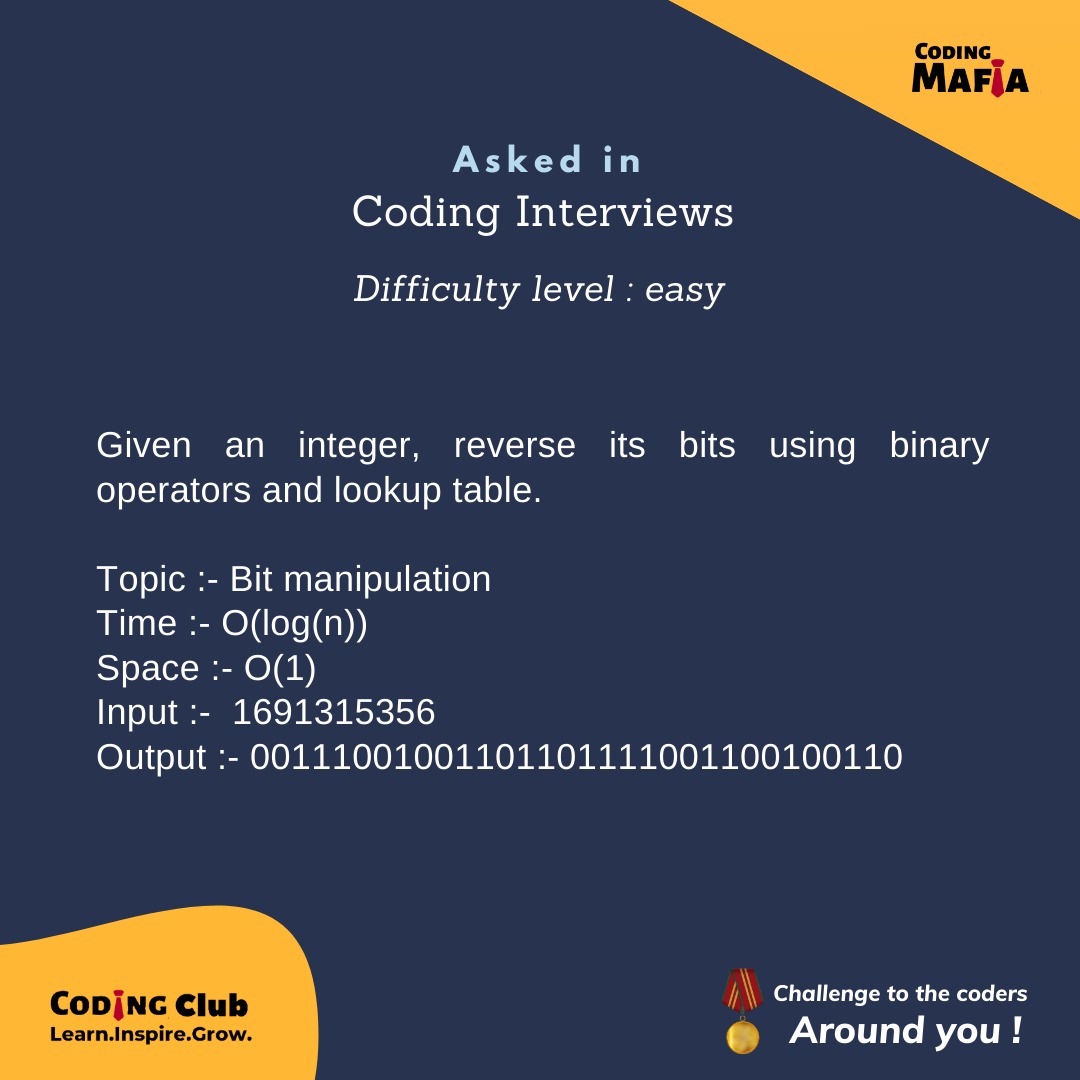 CODING
MAFIA
Asked in
Coding Interviews
Difficulty level : easy
Given an integer, reverse its bits using binary
operators and lookup table.
Topic :- Bit manipulation
Time :- O(log(n))
Space :- O(1)
Input :-  1691315356
Output :- 00111001001101101111001100100110
CODING Club
Learn.Inspire.Grow.
Challenge to the coders
Around you !